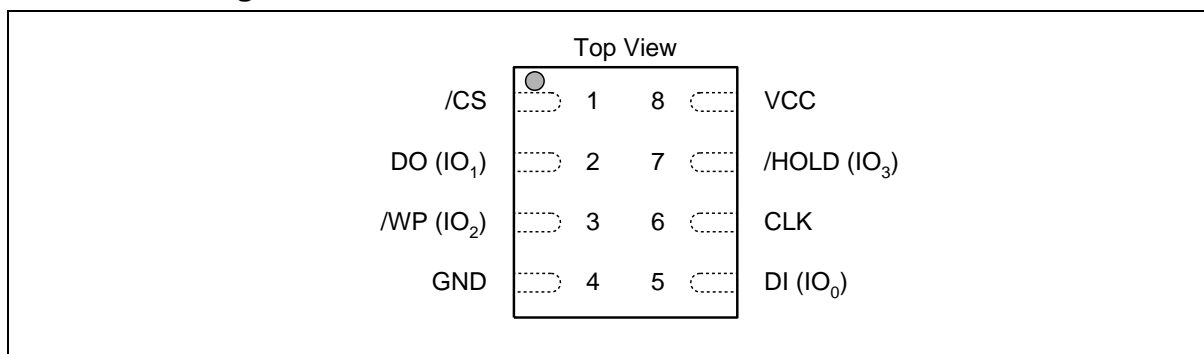 Top View
/CS 1 8 VCC
DO (IO₁) 2 7 /HOLD (IO₃)
/WP (IO₂) 3 6 CLK
GND 4 5 DI (IO₀)